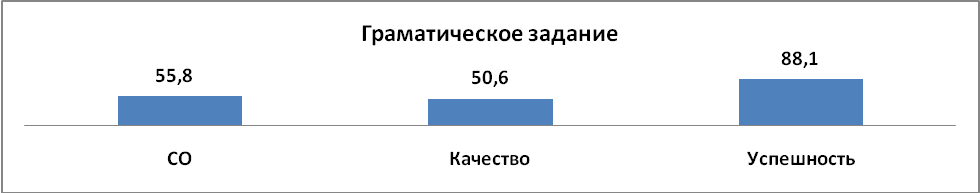 Граматическое задание
55,8
50,6
88,1
СО
Качество
Успешность